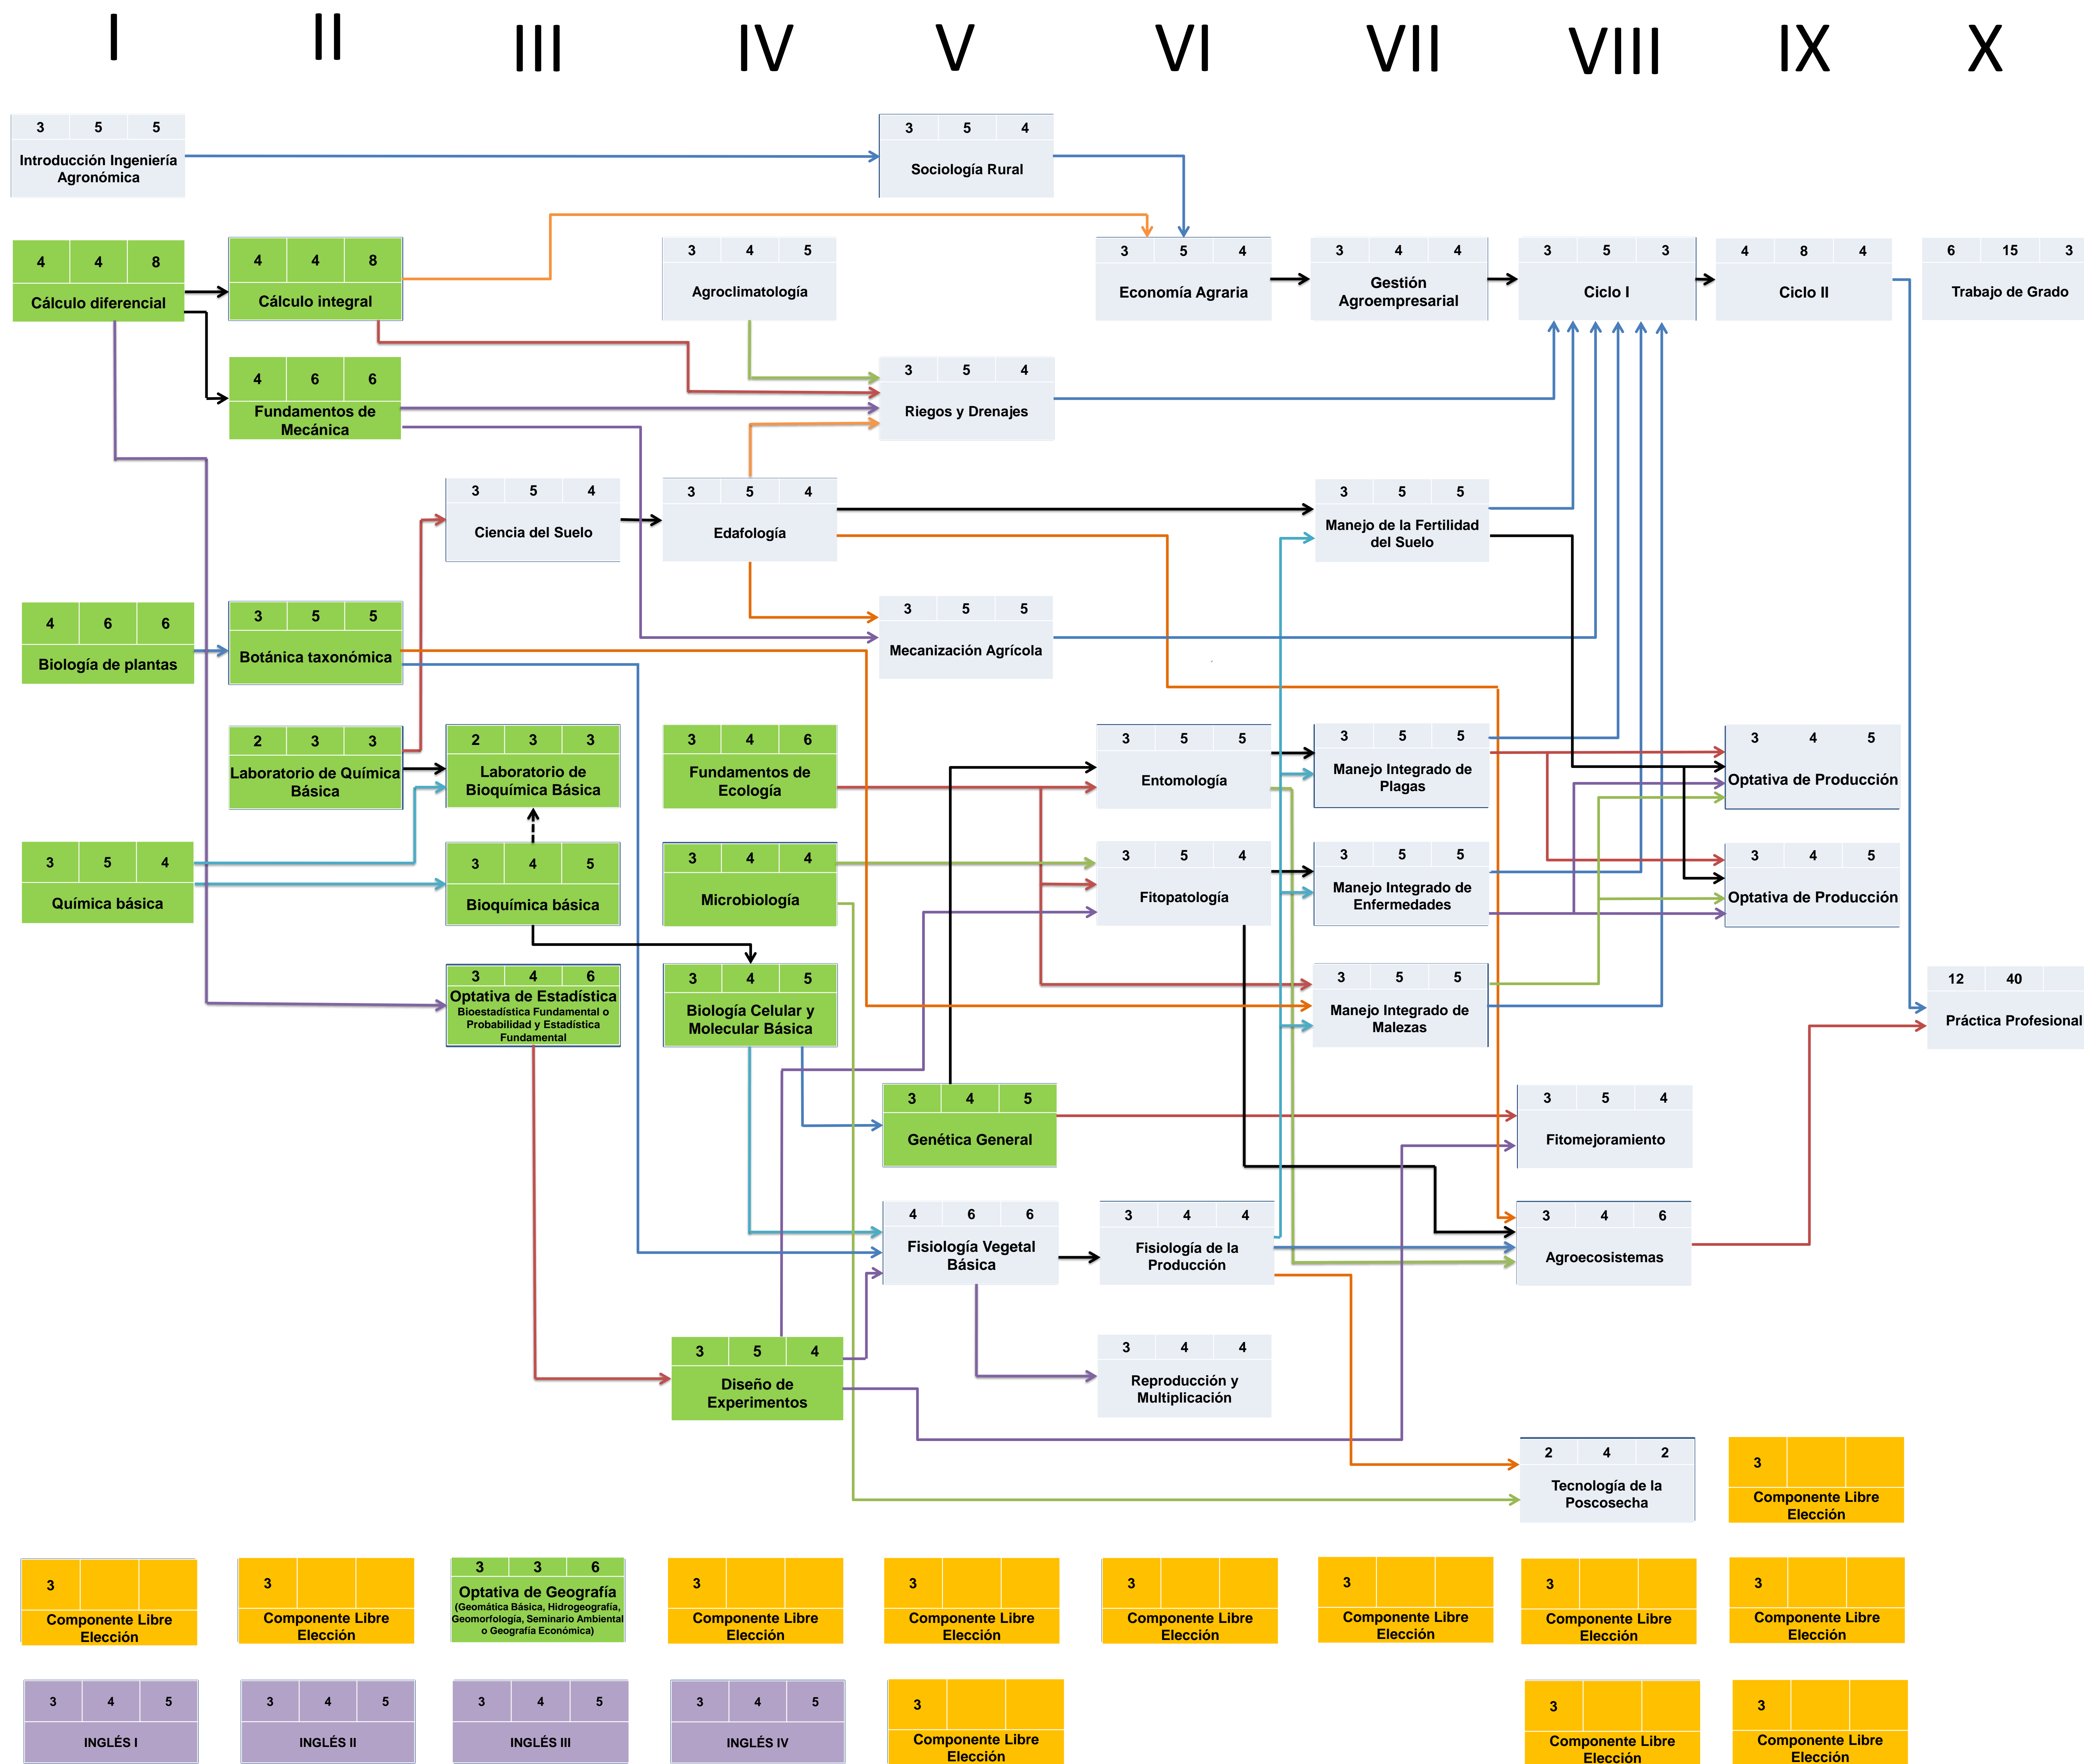 I II III IV V VI VII VIII IX X
3 5 5
Introducción Ingeniería
Agronómica
3 5 4
Sociología Rural
4 4 8
Cálculo diferencial
4 4 8
Cálculo integral
3 4 5
Agroclimatología
3 5 4
Economía Agraria
3 4 4
Gestión
Agroempresarial
3 5 3
Ciclo I
4 8 4
Ciclo II
6 15 3
Trabajo de Grado
4 6 6
Fundamentos de
Mecánica
3 5 4
Riegos y Drenajes
3 5 4
Ciencia del Suelo
3 5 4
Edafología
3 5 5
Manejo de la Fertilidad
del Suelo
4 6 6
Biología de plantas
3 5 5
Botánica taxonómica
3 5 5
Mecanización Agrícola
2 3 3
Laboratorio de Química
Básica
2 3 3
Laboratorio de
Bioquímica Básica
3 4 6
Fundamentos de
Ecología
3 5 5
Entomología
3 5 5
Manejo Integrado de
Plagas
3 4 5
Optativa de Producción
3 5 4
Química básica
3 4 5
Bioquímica básica
3 4 4
Microbiología
3 5 4
Fitopatología
3 5 5
Manejo Integrado de
Enfermedades
3 4 5
Optativa de Producción
3 4 6
Optativa de Estadística
Bioestadística Fundamental o
Probabilidad y Estadística
Fundamental
3 4 5
Biología Celular y
Molecular Básica
3 5 5
Manejo Integrado de
Malezas
12 40
Práctica Profesional
3 4 5
Genética General
3 5 4
Fitomejoramiento
4 6 6
Fisiología Vegetal
Básica
3 4 4
Fisiología de la
Producción
3 4 6
Agroecosistemas
3 5 4
Diseño de
Experimentos
3 4 4
Reproducción y
Multiplicación
2 4 2
Tecnología de la
Poscosecha
3
Componente Libre
Elección
3
Componente Libre
Elección
3
Componente Libre
Elección
3 3 6
Optativa de Geografía
(Geomática Básica, Hidrogeografía,
Geomorfología, Seminario Ambiental
o Geografía Económica)
3
Componente Libre
Elección
3
Componente Libre
Elección
3
Componente Libre
Elección
3
Componente Libre
Elección
3
Componente Libre
Elección
3
Componente Libre
Elección
3 4 5
INGLÉS I
3 4 5
INGLÉS II
3 4 5
INGLÉS III
3 4 5
INGLÉS IV
3
Componente Libre
Elección
3
Componente Libre
Elección
3
Componente Libre
Elección